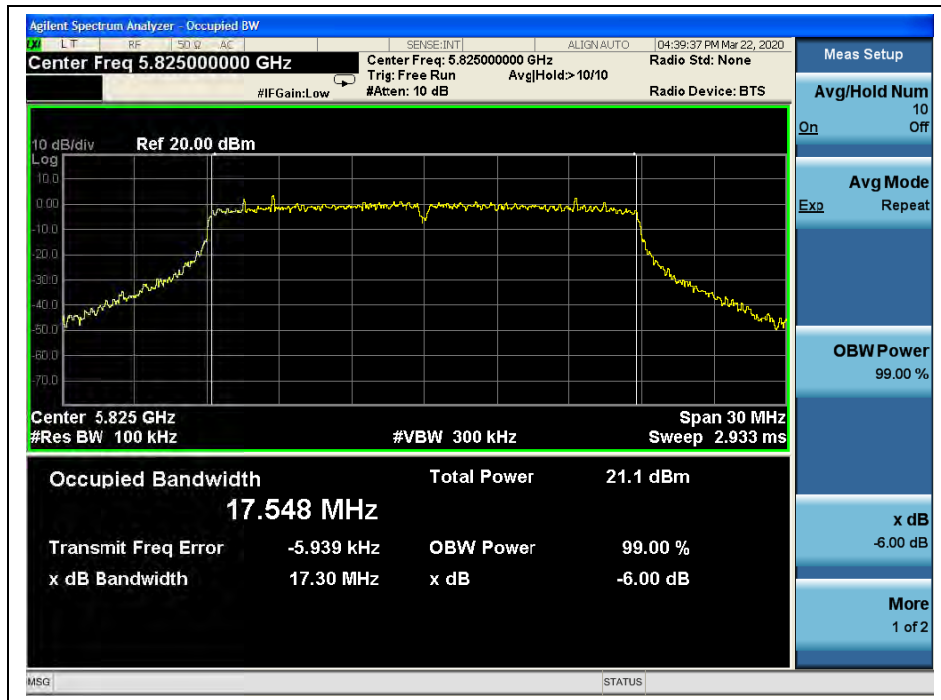 Agilent Spectrum Analyzer - Occupied BW
LXI LT RF 50 Ω AC SENSE:INT ALIGN AUTO 04:39:37 PM Mar 22, 2020
Center Freq 5.825000000 GHz
Center Freq: 5.825000000 GHz
Radio Std: None
Trig: Free Run Avg|Hold:> 10/10
#IFGain:Low #Atten: 10 dB Radio Device: BTS
Meas Setup
Avg/Hold Num
10
On Off
Avg Mode
Exp Repeat
OBW Power
99.00 %
x dB
-6.00 dB
More
1 of 2
10 dB/div Ref 20.00 dBm
Log
10.0
0.00
-10.0
-20.0
-30.0
-40.0
-50.0
-60.0
-70.0
Center 5.825 GHz Span 30 MHz
#Res BW 100 kHz #VBW 300 kHz Sweep 2.933 ms
Occupied Bandwidth Total Power 21.1 dBm
17.548 MHz
Transmit Freq Error -5.939 kHz OBW Power 99.00 %
x dB Bandwidth 17.30 MHz x dB -6.00 dB
MSG STATUS